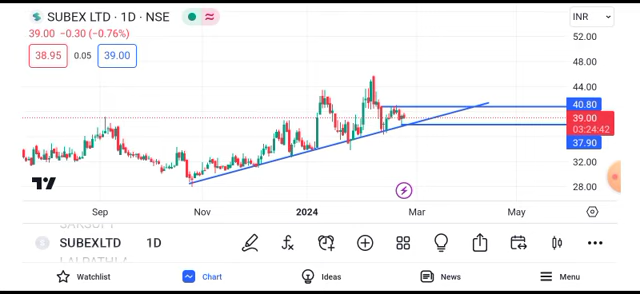 SUBEX LTD · 1D · NSE
INR
39.00 −0.30 (−0.76%)
38.95 0.05 39.00
52.00
48.00
44.00
40.80
39.00
03:24:42
37.90
32.00
28.00
Sep Nov 2024 Mar May
SUBEXLTD 1D
Watchlist Chart Ideas News Menu